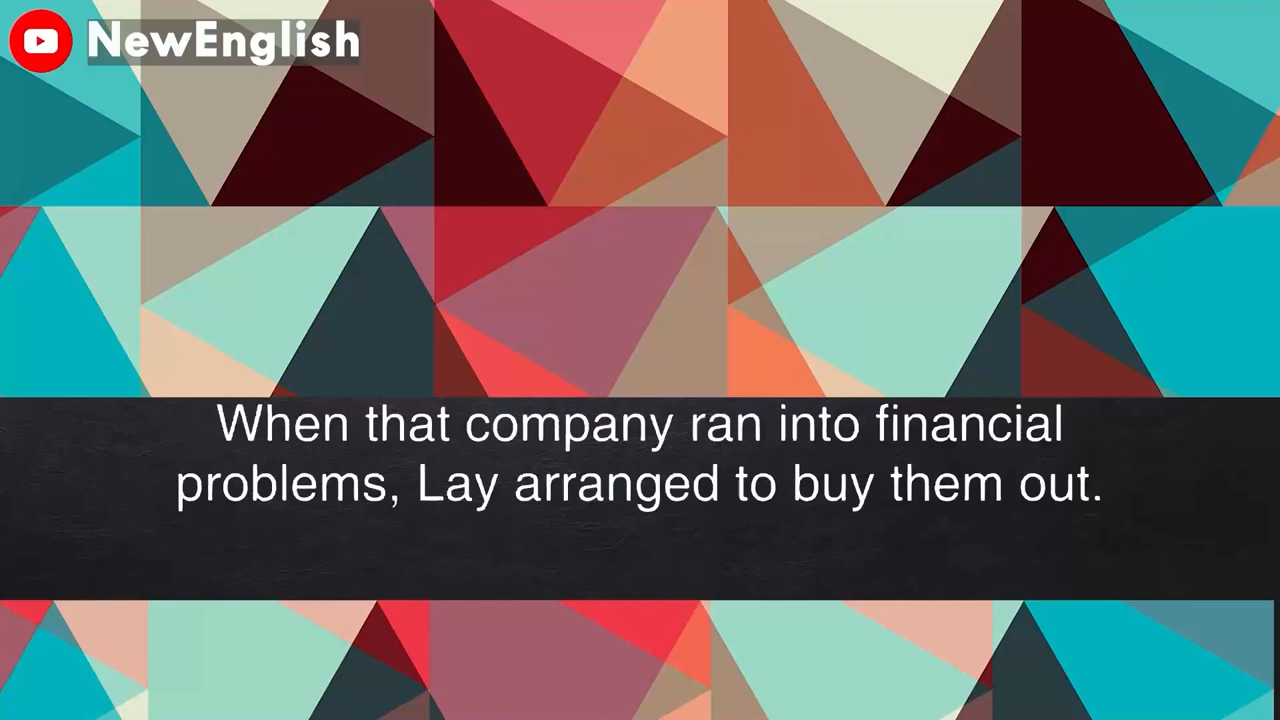 NewEnglish
When that company ran into financial
problems, Lay arranged to buy them out.